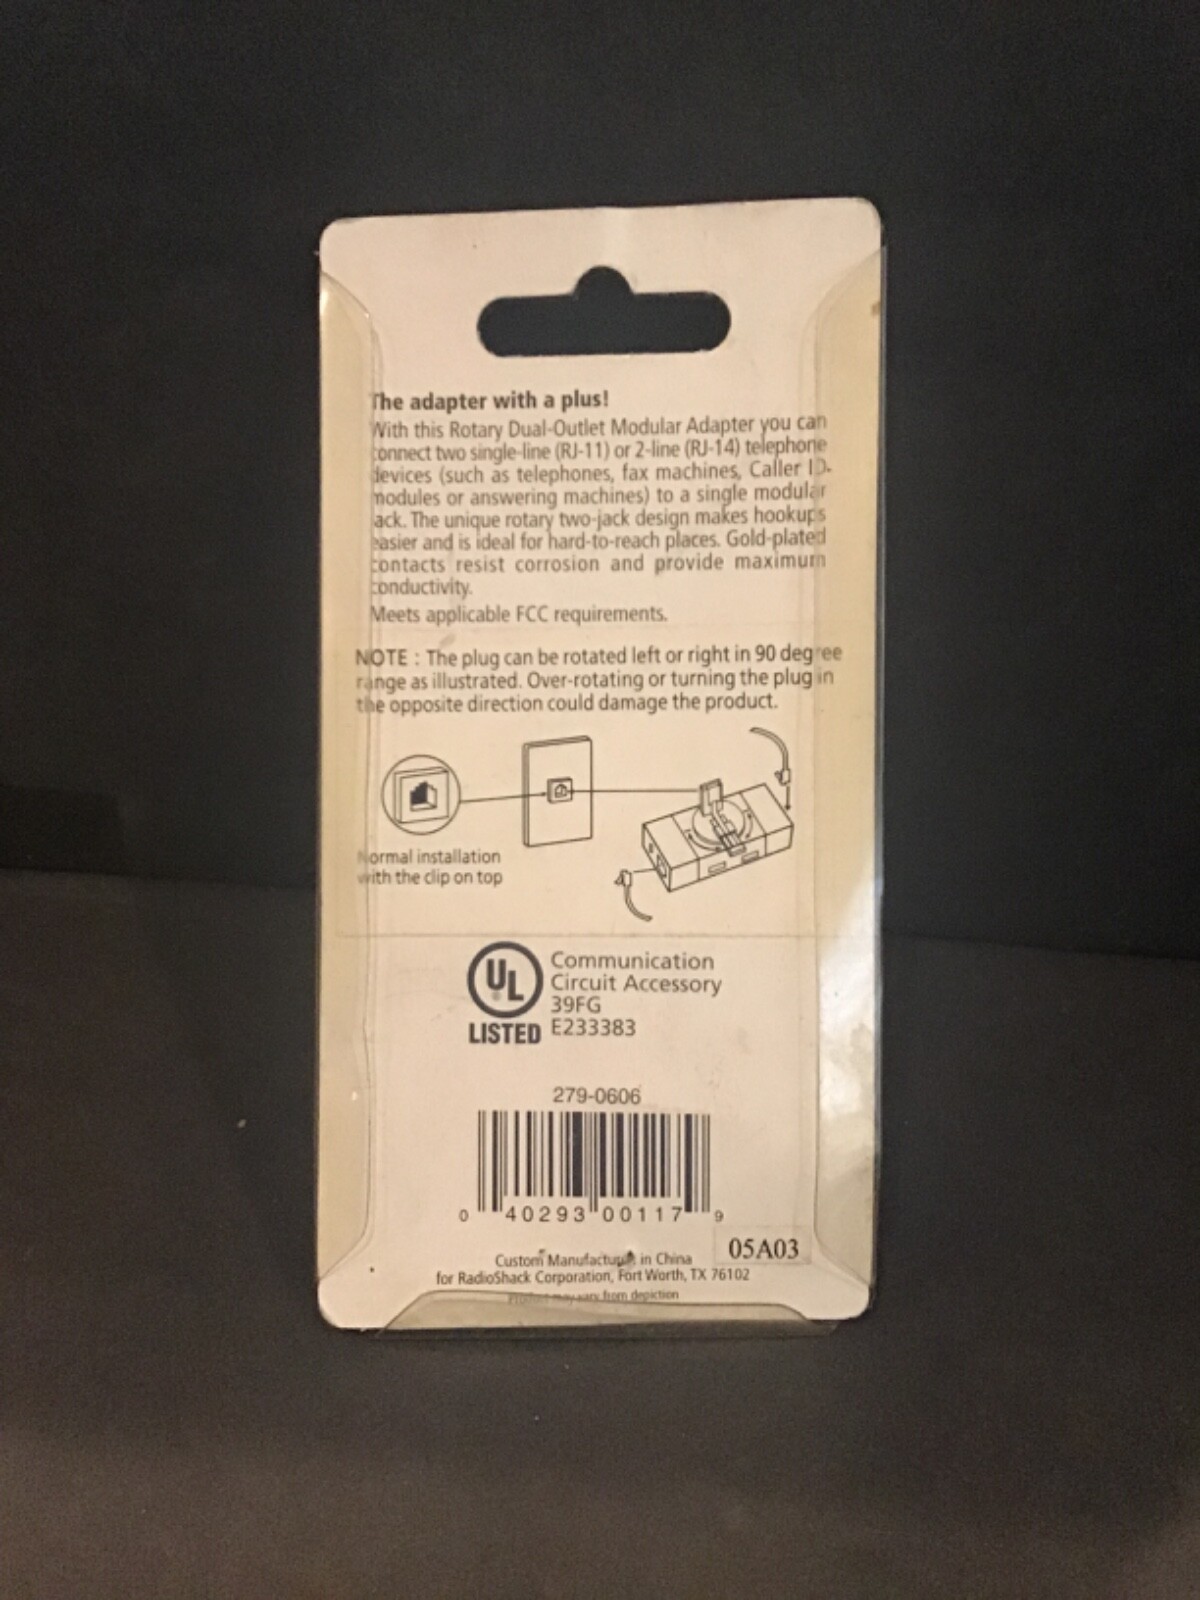 The adapter with a plus!
With this Rotary Dual-Outlet Modular Adapter you can
connect two single-line (RJ-11) or 2-line (RJ-14) telephone
devices (such as telephones, fax machines, Caller ID-
modules or answering machines) to a single modular
jack. The unique rotary two-jack design makes hookups
easier and is ideal for hard-to-reach places. Gold-plated
contacts resist corrosion and provide maximum
conductivity.
Meets applicable FCC requirements.
NOTE : The plug can be rotated left or right in 90 degree
range as illustrated. Over-rotating or turning the plug in
the opposite direction could damage the product.
Normal installation
with the clip on top
UL
®
LISTED
Communication
Circuit Accessory
39FG
E233383
279-0606
0 40293 00117 9
05A03
Custom Manufactured in China
for RadioShack Corporation, Fort Worth, TX 76102
Product may vary from depiction